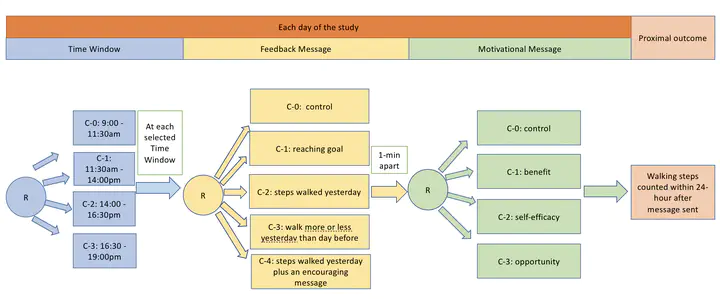 Each day of the study
Proximal outcome
Time Window
Feedback Message
Motivational Message
R
C-0: 9:00 -
11:30am
C-1:
11:30am -
14:00pm
C-2: 14:00 -
16:30pm
C-3: 16:30 -
19:00pm
At each
selected
Time
Window
R
C-0: control
C-1: reaching goal
C-2: steps walked yesterday
C-3: walk more or less
yesterday than day before
C-4: steps walked yesterday
plus an encouraging
message
1-min
apart
R
C-0: control
C-1: benefit
C-2: self-efficacy
C-3: opportunity
Walking steps
counted within 24-
hour after
message sent